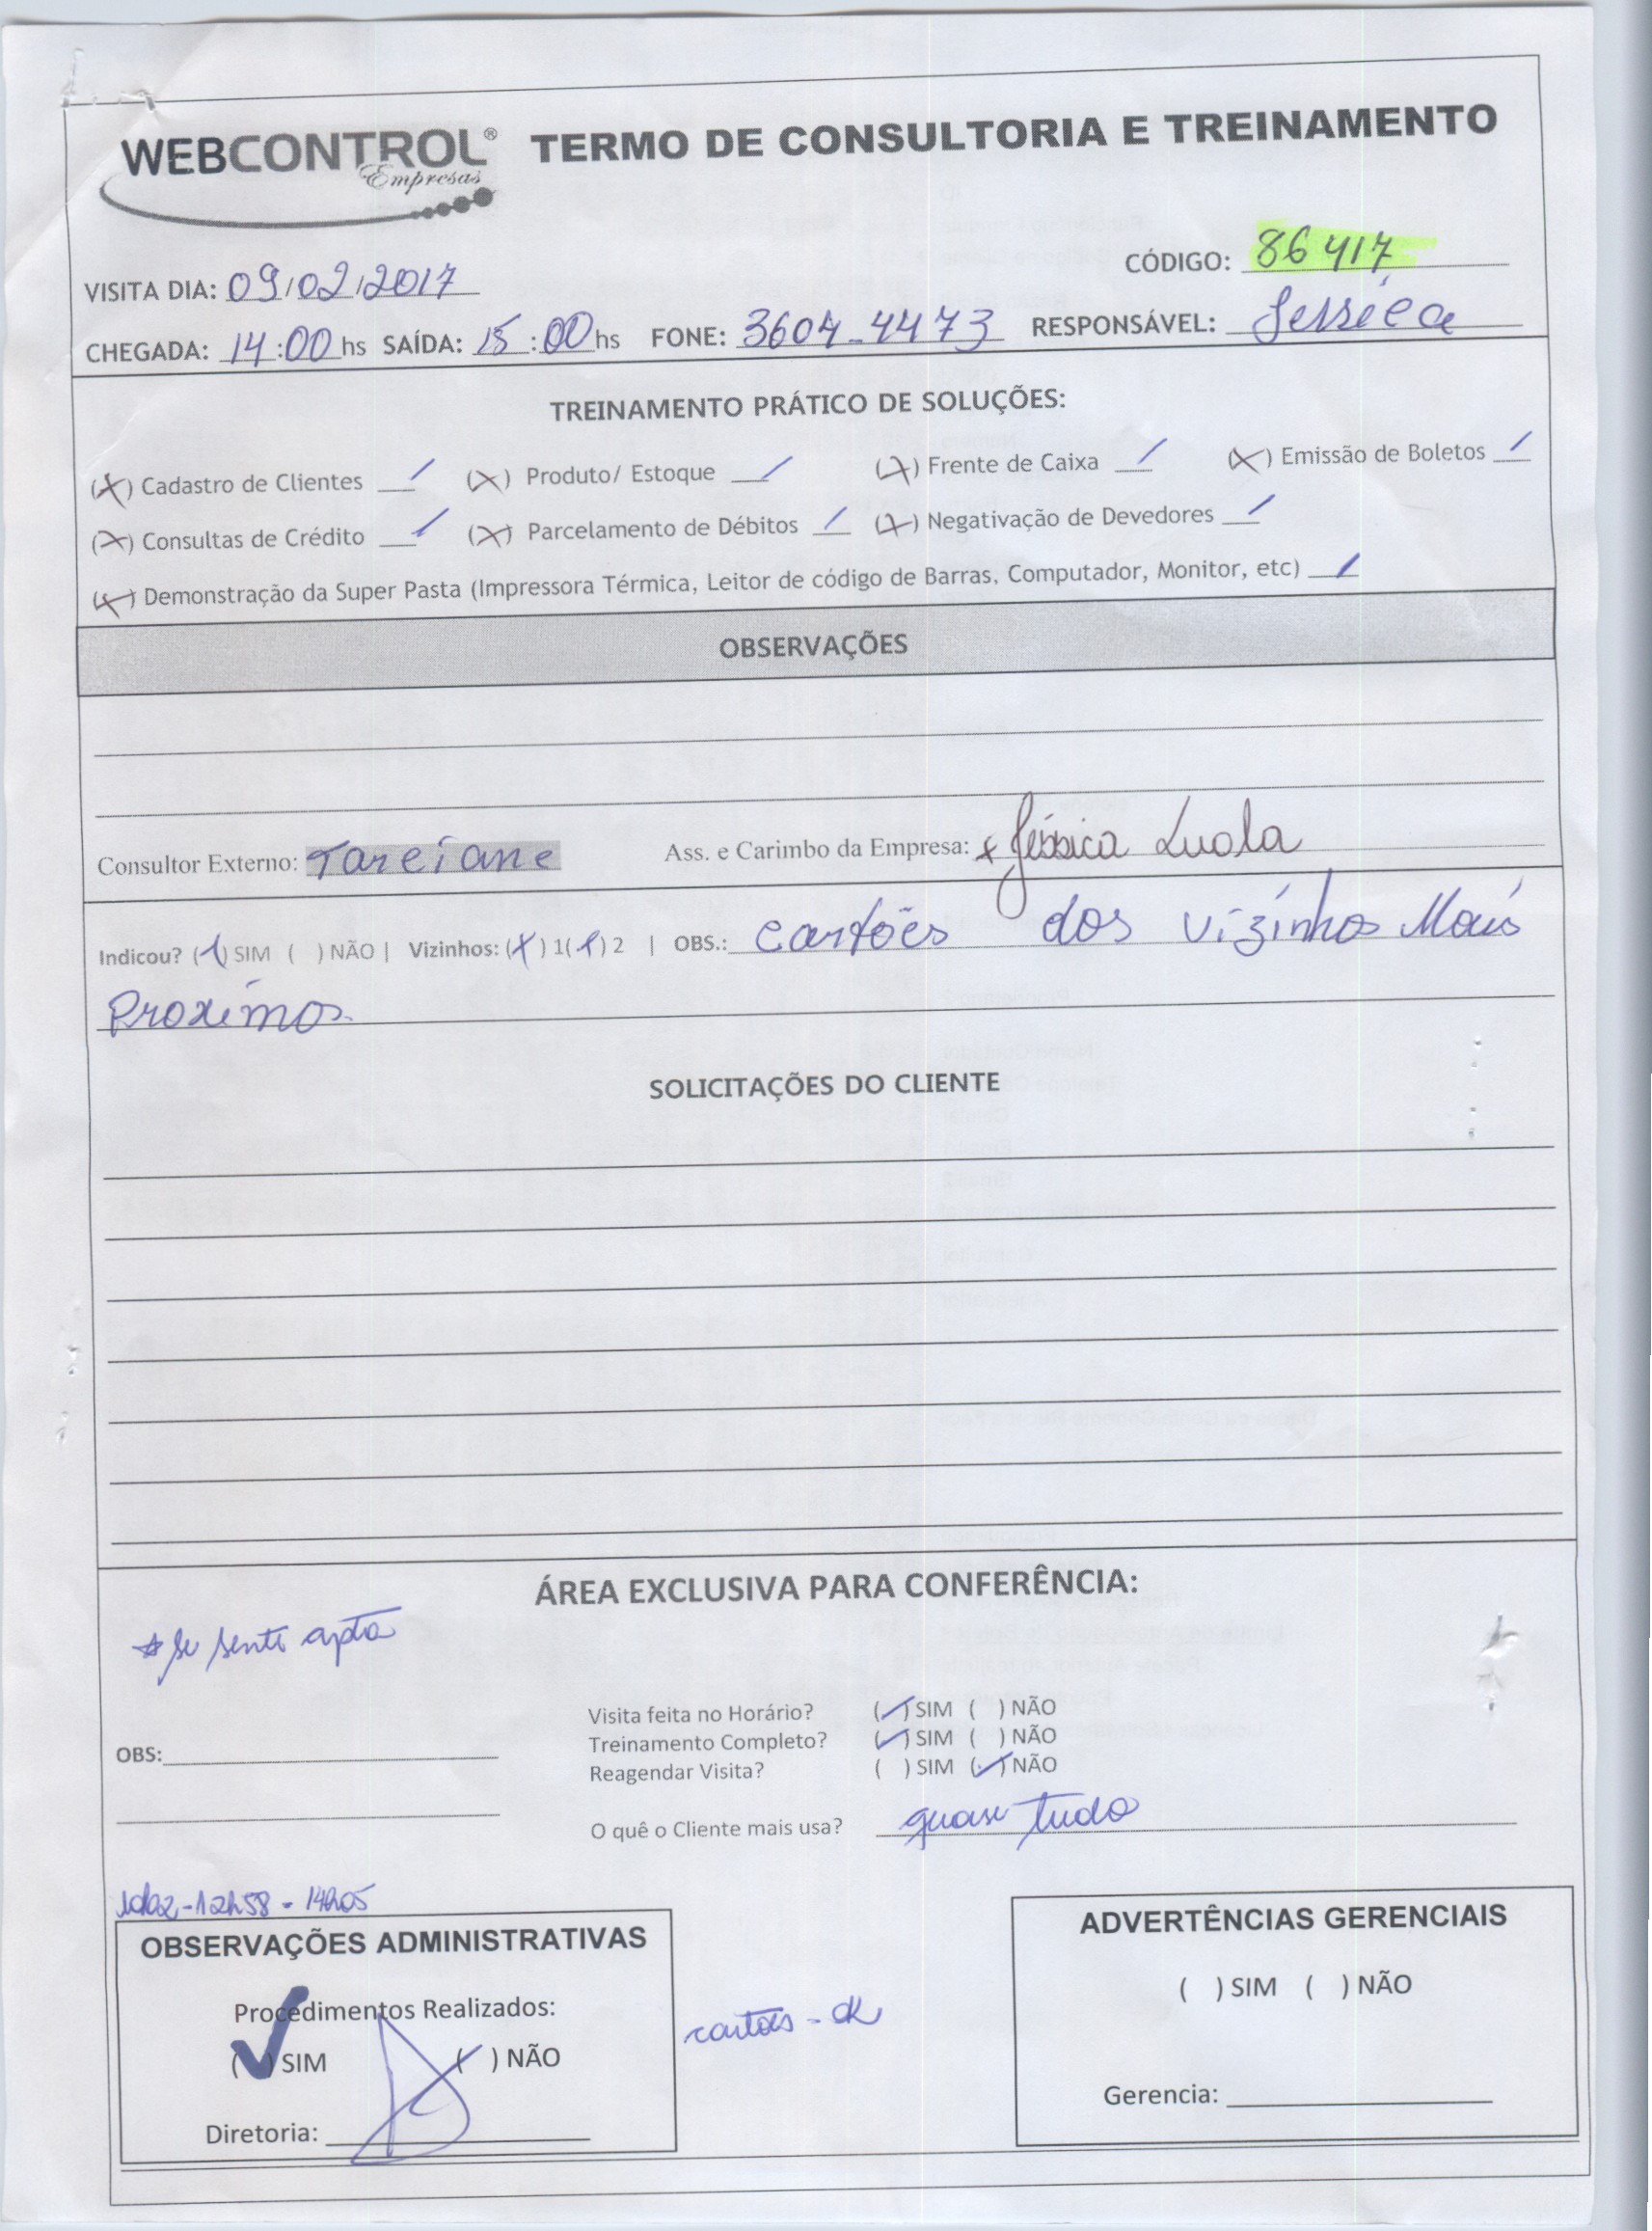 WEBCONTROL® Empresas TERMO DE CONSULTORIA E TREINAMENTO
CÓDIGO: 86417
VISITA DIA: 09/02/2017
CHEGADA: 14:00 hs SAÍDA: 15:00 hs FONE: 3604-4473 RESPONSÁVEL: Jessica
TREINAMENTO PRÁTICO DE SOLUÇÕES:
(X) Cadastro de Clientes / (X) Produto/ Estoque / (X) Frente de Caixa / (X) Emissão de Boletos /
(X) Consultas de Crédito / (X) Parcelamento de Débitos / (X) Negativação de Devedores /
(X) Demonstração da Super Pasta (Impressora Térmica, Leitor de código de Barras, Computador, Monitor, etc) /
OBSERVAÇÕES
Consultor Externo: Tareiane Ass. e Carimbo da Empresa: x Jéssica
Indicou? (X) SIM ( ) NÃO | Vizinhos: (X) 1 (X) 2 | OBS.: cartões dos vizinhos Mais
Proximos
SOLICITAÇÕES DO CLIENTE
ÁREA EXCLUSIVA PARA CONFERÊNCIA:
* se sente apta
Visita feita no Horário? (✓) SIM ( ) NÃO
Treinamento Completo? (✓) SIM ( ) NÃO
OBS:
Reagendar Visita? ( ) SIM (✓) NÃO
O quê o Cliente mais usa? quase tudo
10/02-12h58-14h05
OBSERVAÇÕES ADMINISTRATIVAS
Procedimentos Realizados:
(✓) SIM ( ) NÃO
Diretoria:
cartões - ok
ADVERTÊNCIAS GERENCIAIS
( ) SIM ( ) NÃO
Gerencia: